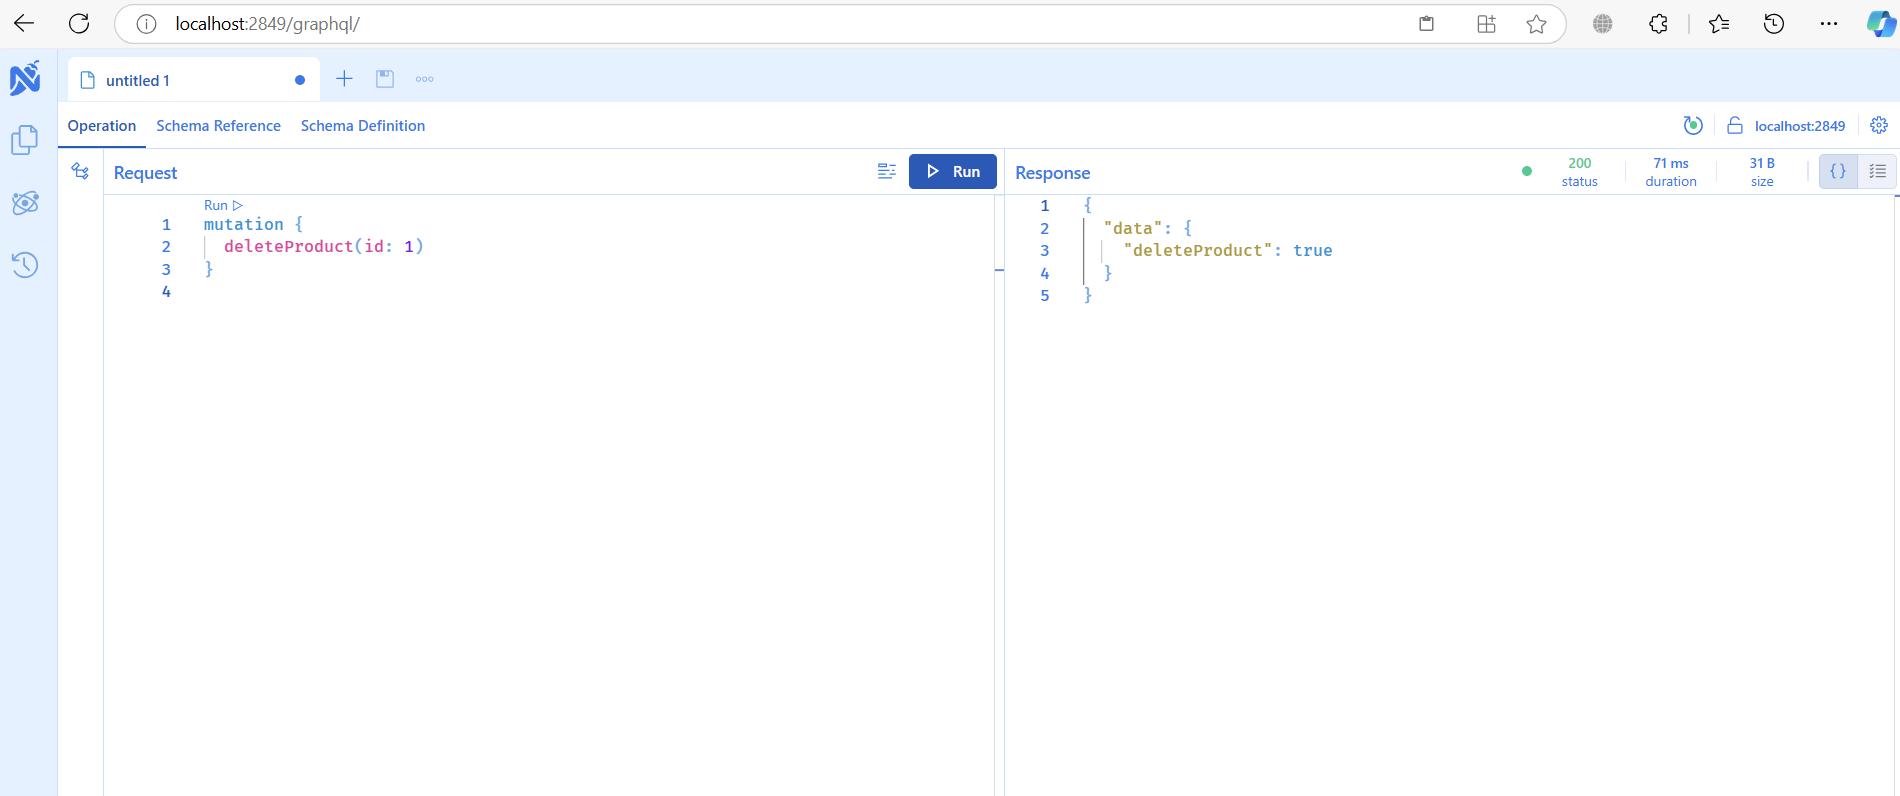 localhost:2849/graphql/
untitled 1
Operation Schema Reference Schema Definition
localhost:2849
Request
Run
Response
200 status
71 ms duration
31 B size
{ }
Run
1 mutation {
2 deleteProduct(id: 1)
3 }
4
1 {
2 "data": {
3 "deleteProduct": true
4 }
5 }